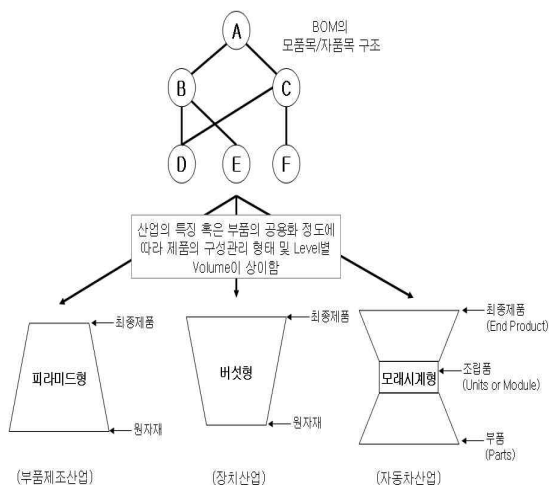 A
BOM의
모품목/자품목 구조
B
C
D
E
F
산업의 특징 혹은 부품의 공용화 정도에
따라 제품의 구성관리 형태 및 Level별
Volume이 상이함
최종제품
피라미드형
원자재
(부품제조산업)
최종제품
버섯형
원자재
(장치산업)
최종제품
(End Product)
모래시계형
조립품
(Units or Module)
부품
(Parts)
(자동차산업)